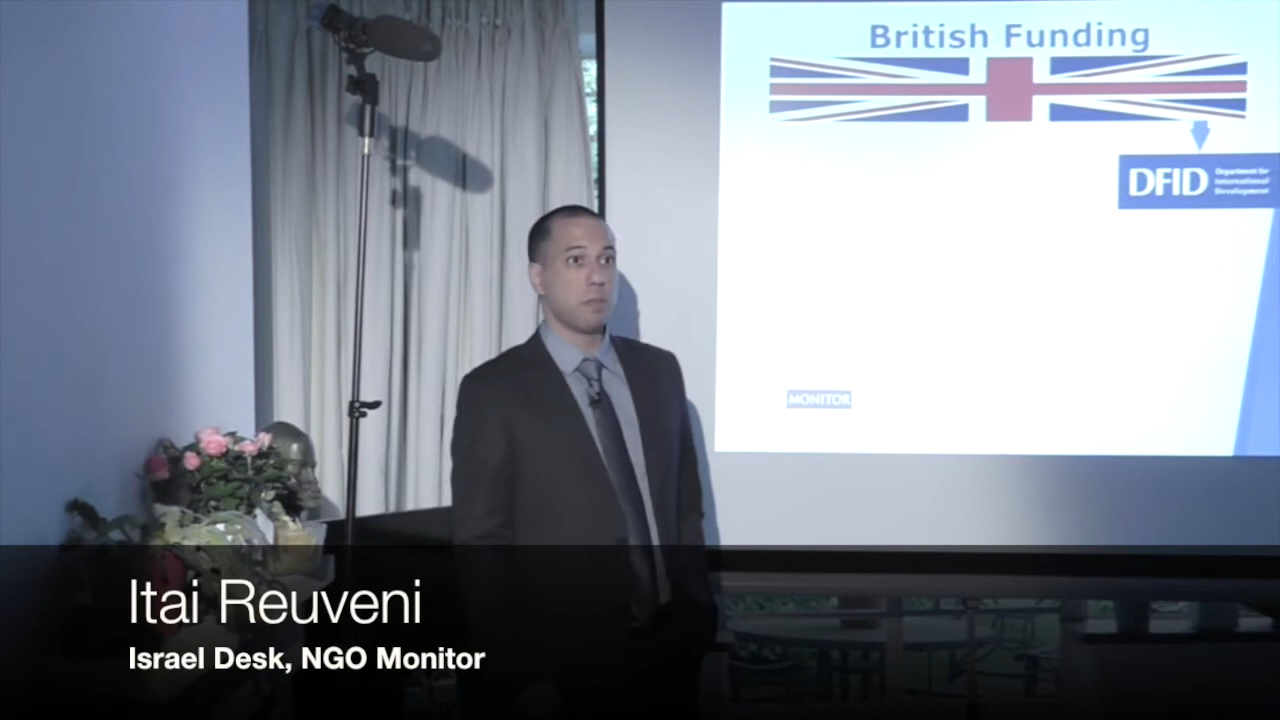 British Funding
DFID
Department for
International
Development
MONITOR
Itai Reuveni
Israel Desk, NGO Monitor